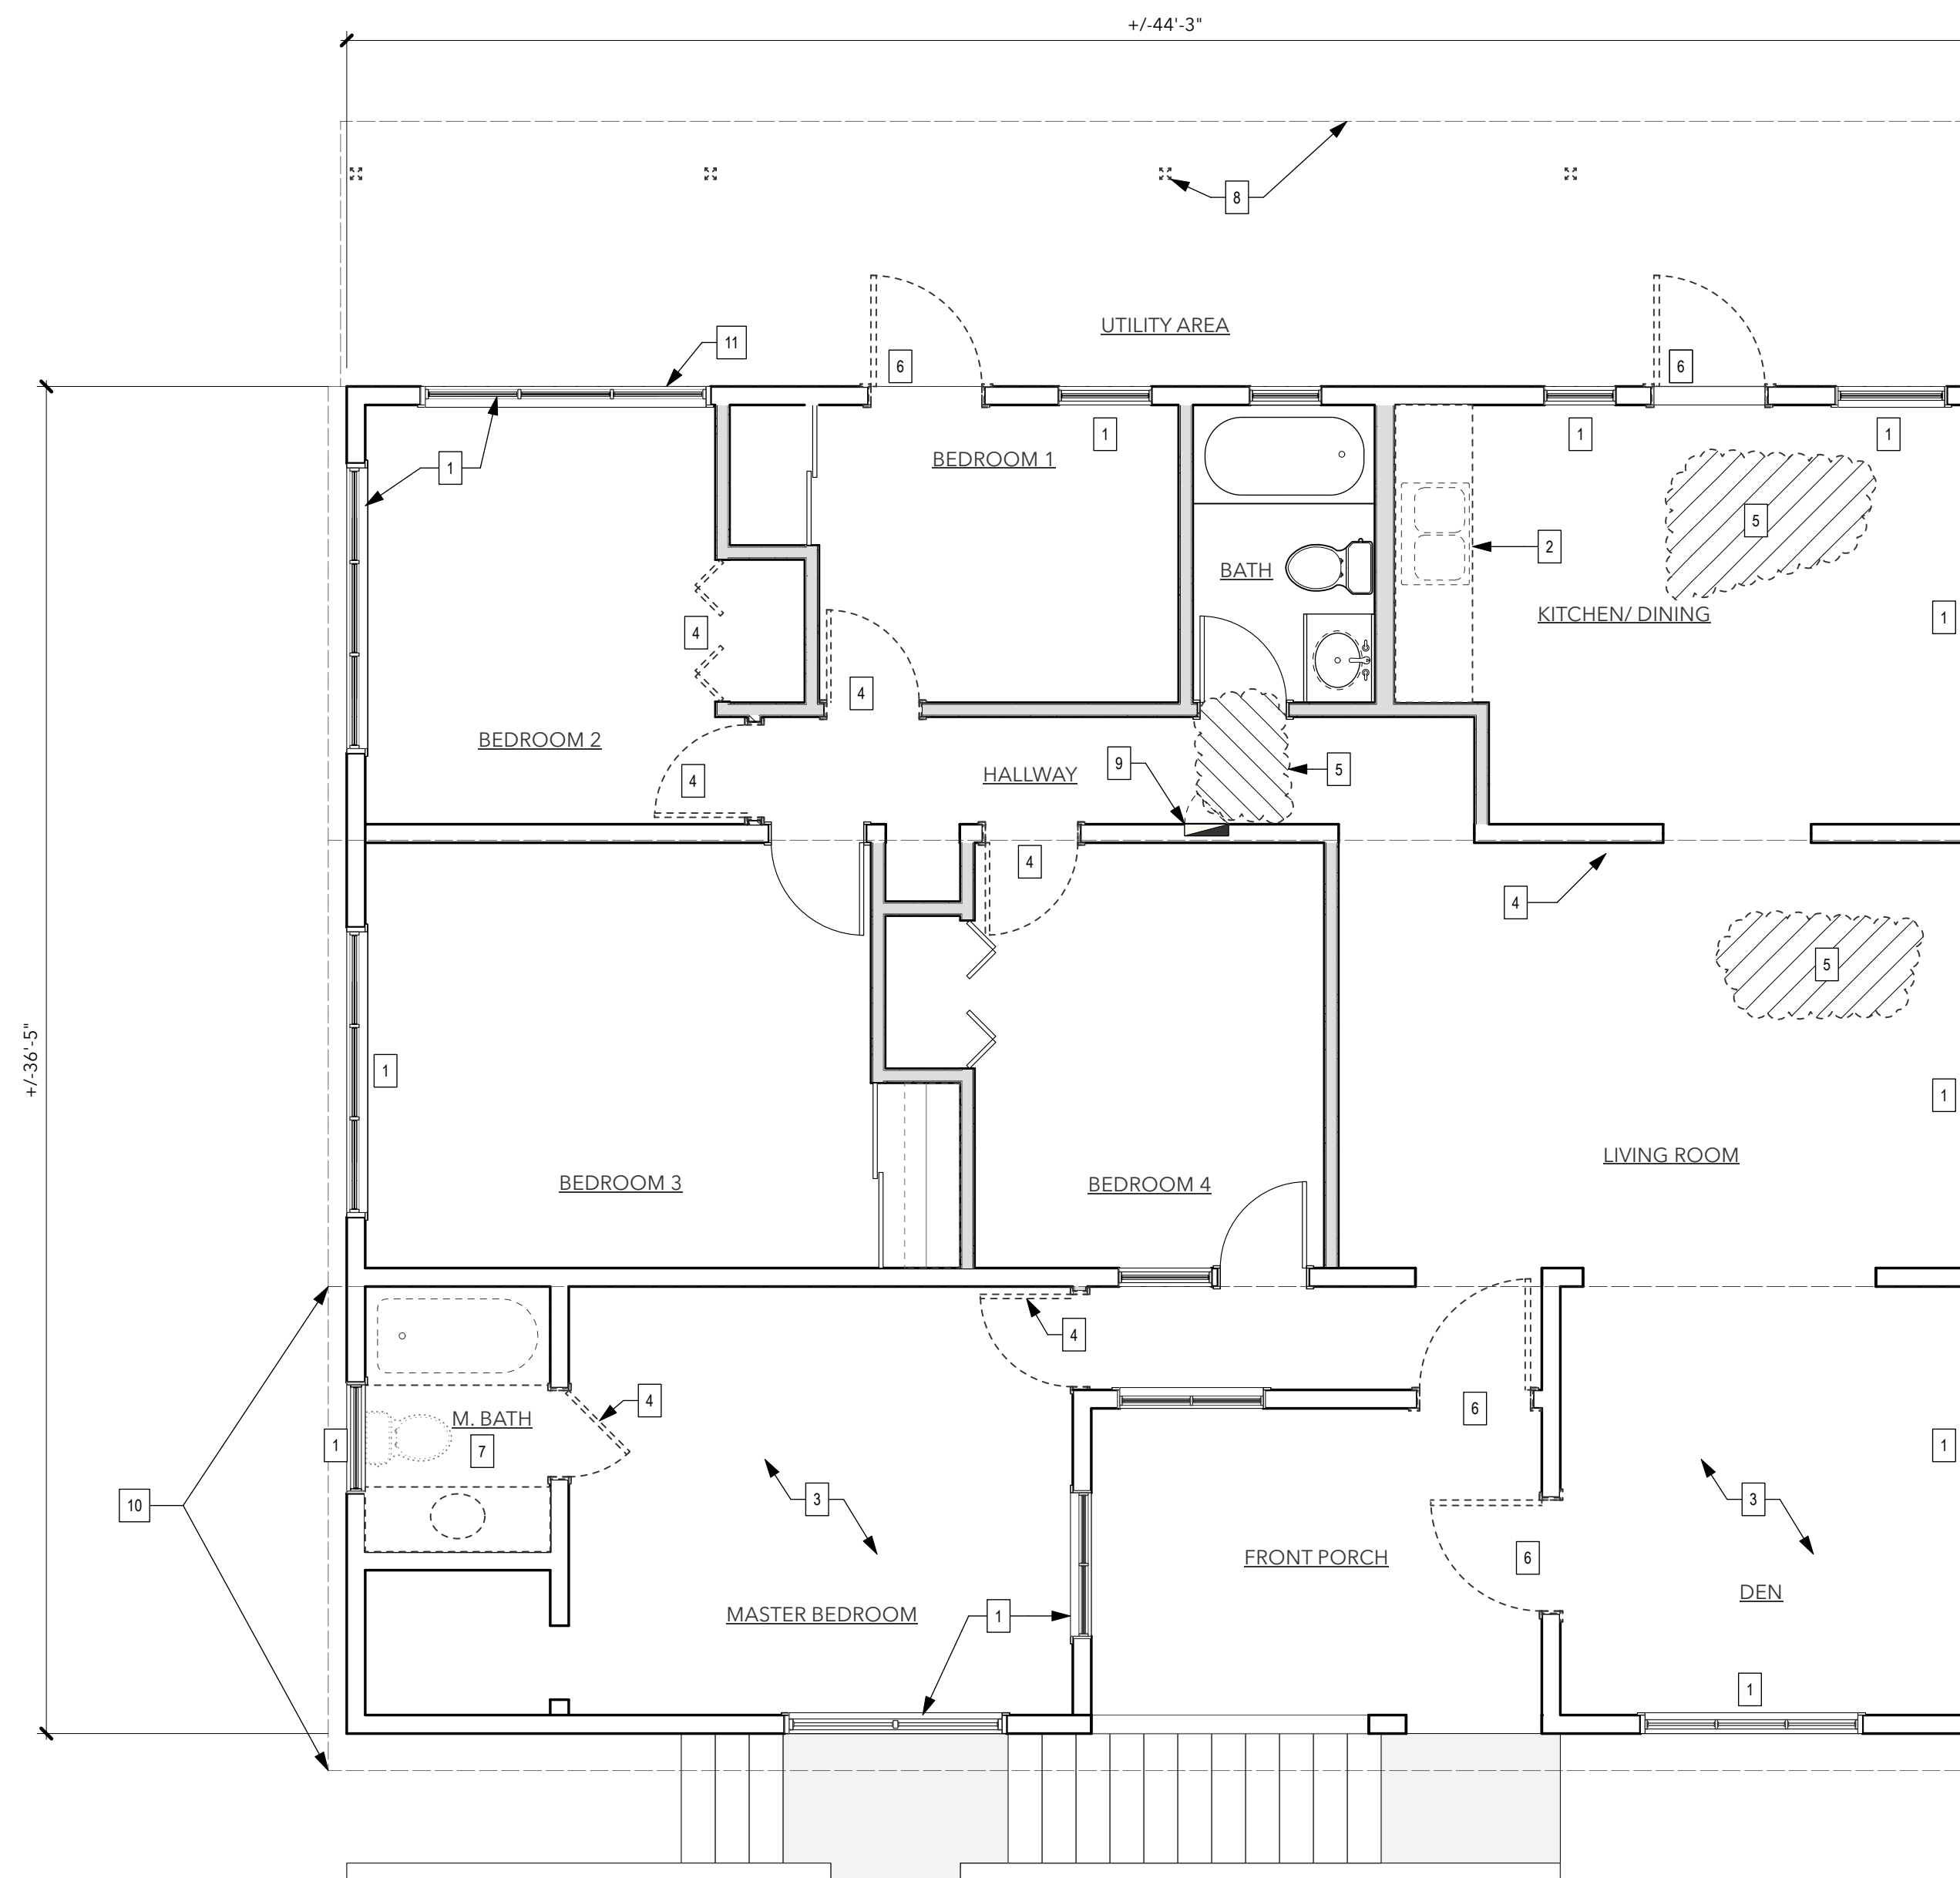 +/-44'-3"
8
UTILITY AREA
11
6
6
1
1
1
1
BEDROOM 1
5
2
BATH
KITCHEN/ DINING
1
4
4
BEDROOM 2
4
HALLWAY
9
5
4
4
5
+/-36'-5"
1
1
LIVING ROOM
BEDROOM 3
BEDROOM 4
4
4
M. BATH
7
1
6
1
10
3
3
FRONT PORCH
6
DEN
MASTER BEDROOM
1
1